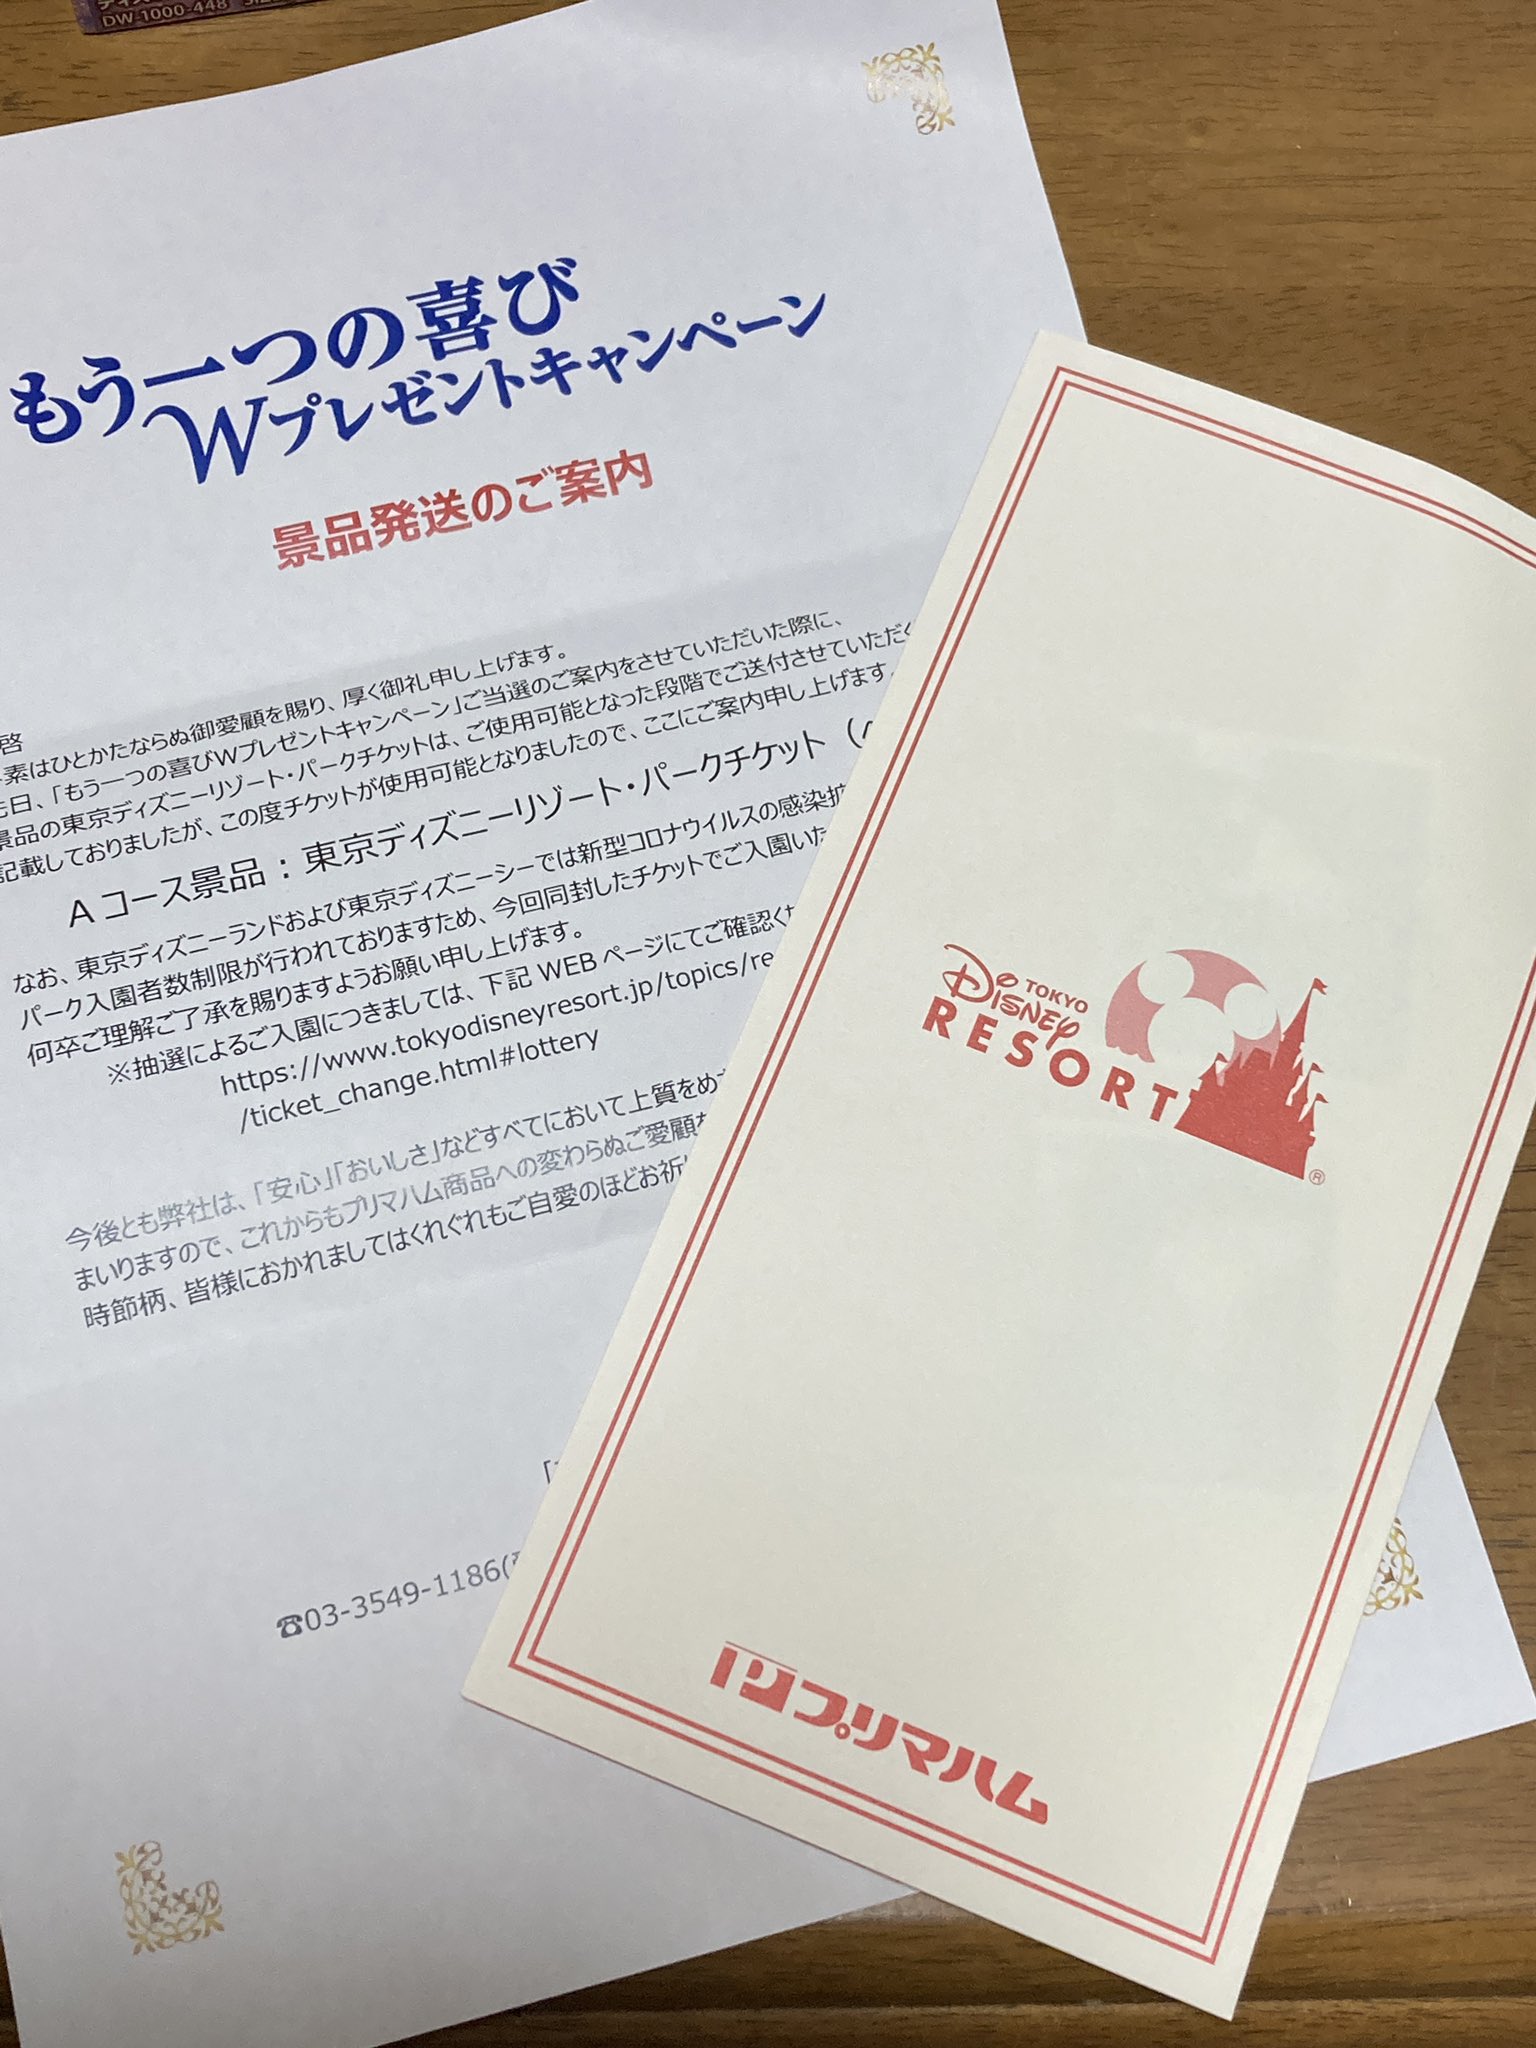 DW-1000-448
もう一つの喜び
Wプレゼントキャンペーン
景品発送のご案内
啓
素はひとかたならぬ御愛顧を賜り、厚く御礼申し上げます。
日、「もう一つの喜びWプレゼントキャンペーン」ご当選のご案内をさせていただいた際に、
景品の東京ディズニーリゾート・パークチケットは、ご使用可能となった段階でご送付させていただく
記載しておりましたが、この度チケットが使用可能となりましたので、ここにご案内申し上げます。
Aコース景品：東京ディズニーリゾート・パークチケット（
なお、東京ディズニーランドおよび東京ディズニーシーでは新型コロナウイルスの感染拡
パーク入園者数制限が行われておりますため、今回同封したチケットでご入園いた
何卒ご理解ご了承を賜りますようお願い申し上げます。
※抽選によるご入園につきましては、下記WEBページにてご確認くだ
https://www.tokyodisneyresort.jp/topics/re
/ticket_change.html#lottery
今後とも弊社は、「安心」「おいしさ」などすべてにおいて上質をめ
まいりますので、これからもプリマハム商品への変わらぬご愛顧を
時節柄、皆様におかれましてはくれぐれもご自愛のほどお祈
☎03-3549-1186(
TOKYO
Disney
RESORT®
プリマハム